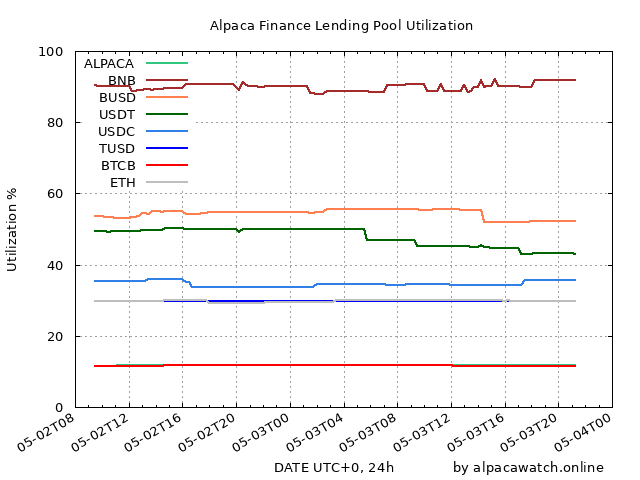 Alpaca Finance Lending Pool Utilization
Utilization %
100
80
60
40
20
0
ALPACA
BNB
BUSD
USDT
USDC
TUSD
BTCB
ETH
05-02T08
05-02T12
05-02T16
05-02T20
05-03T00
05-03T04
05-03T08
05-03T12
05-03T16
05-03T20
05-04T00
DATE UTC+0, 24h
by alpacawatch.online